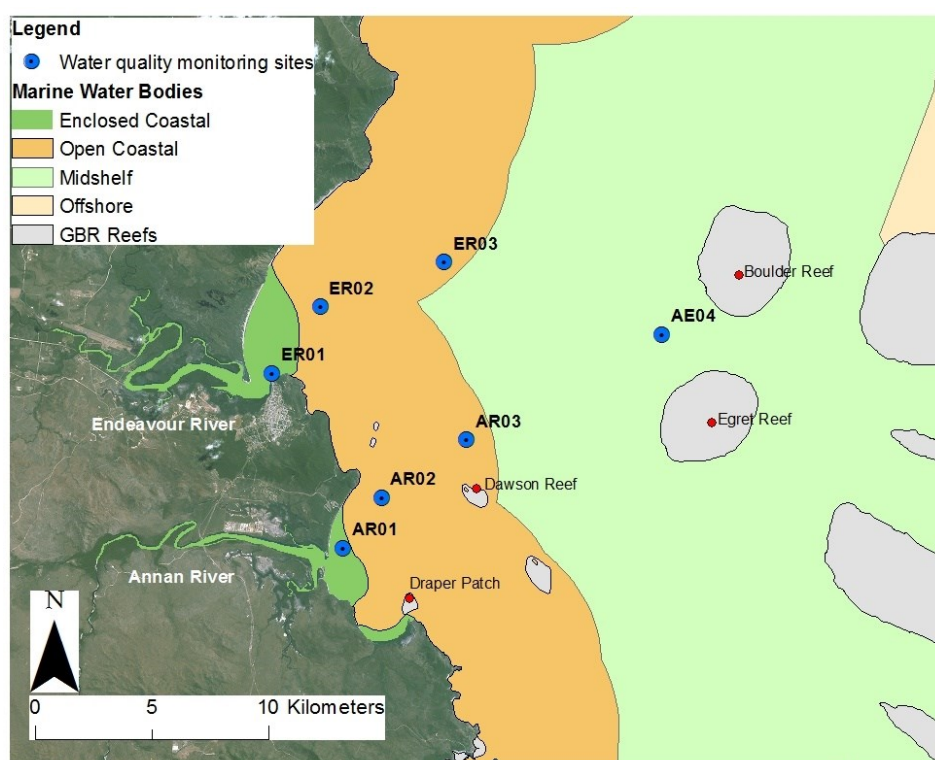 Legend
Water quality monitoring sites
Marine Water Bodies
Enclosed Coastal
Open Coastal
Midshelf
Offshore
GBR Reefs
ER03
Boulder Reef
ER02
AE04
ER01
Endeavour River
AR03
Egret Reef
AR02
Dawson Reef
AR01
Annan River
Draper Patch
N
0 5 10 Kilometers